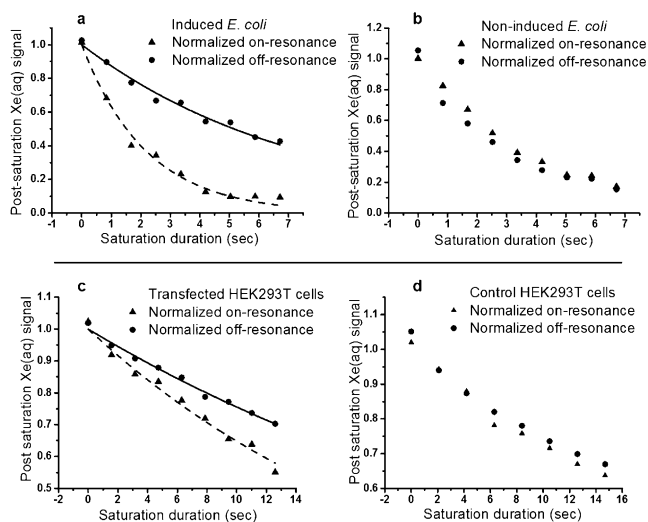 a
Induced E. coli
Normalized on-resonance
Normalized off-resonance
Post-saturation Xe(aq) signal
1.0
0.8
0.6
0.4
0.2
0.0
-1 0 1 2 3 4 5 6 7
Saturation duration (sec)
b
Non-induced E. coli
Normalized on-resonance
Normalized off-resonance
Post-saturation Xe(aq) signal
1.0
0.8
0.6
0.4
0.2
0.0
-1 0 1 2 3 4 5 6 7
Saturation duration (sec)
c
Transfected HEK293T cells
Normalized on-resonance
Normalized off-resonance
Post saturation Xe(aq) signal
1.1
1.0
0.9
0.8
0.7
0.6
0.5
-2 0 2 4 6 8 10 12 14
Saturation duration (sec)
d
Control HEK293T cells
Normalized on-resonance
Normalized off-resonance
Post saturation Xe(aq) signal
1.1
1.0
0.9
0.8
0.7
0.6
-2 0 2 4 6 8 10 12 14 16
Saturation duration (sec)